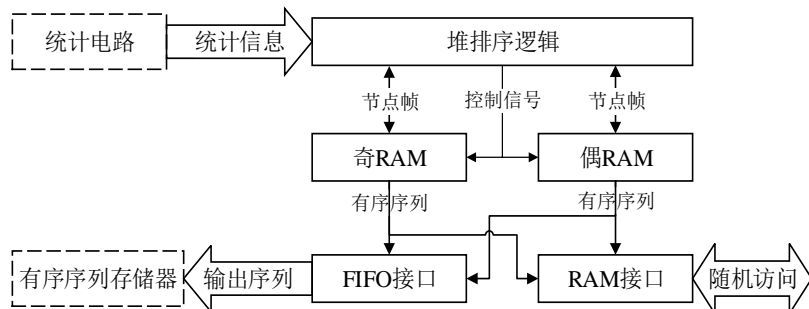 统计电路
统计信息
堆排序逻辑
节点帧
控制信号
节点帧
奇RAM
偶RAM
有序序列
有序序列
有序序列存储器
输出序列
FIFO接口
RAM接口
随机访问